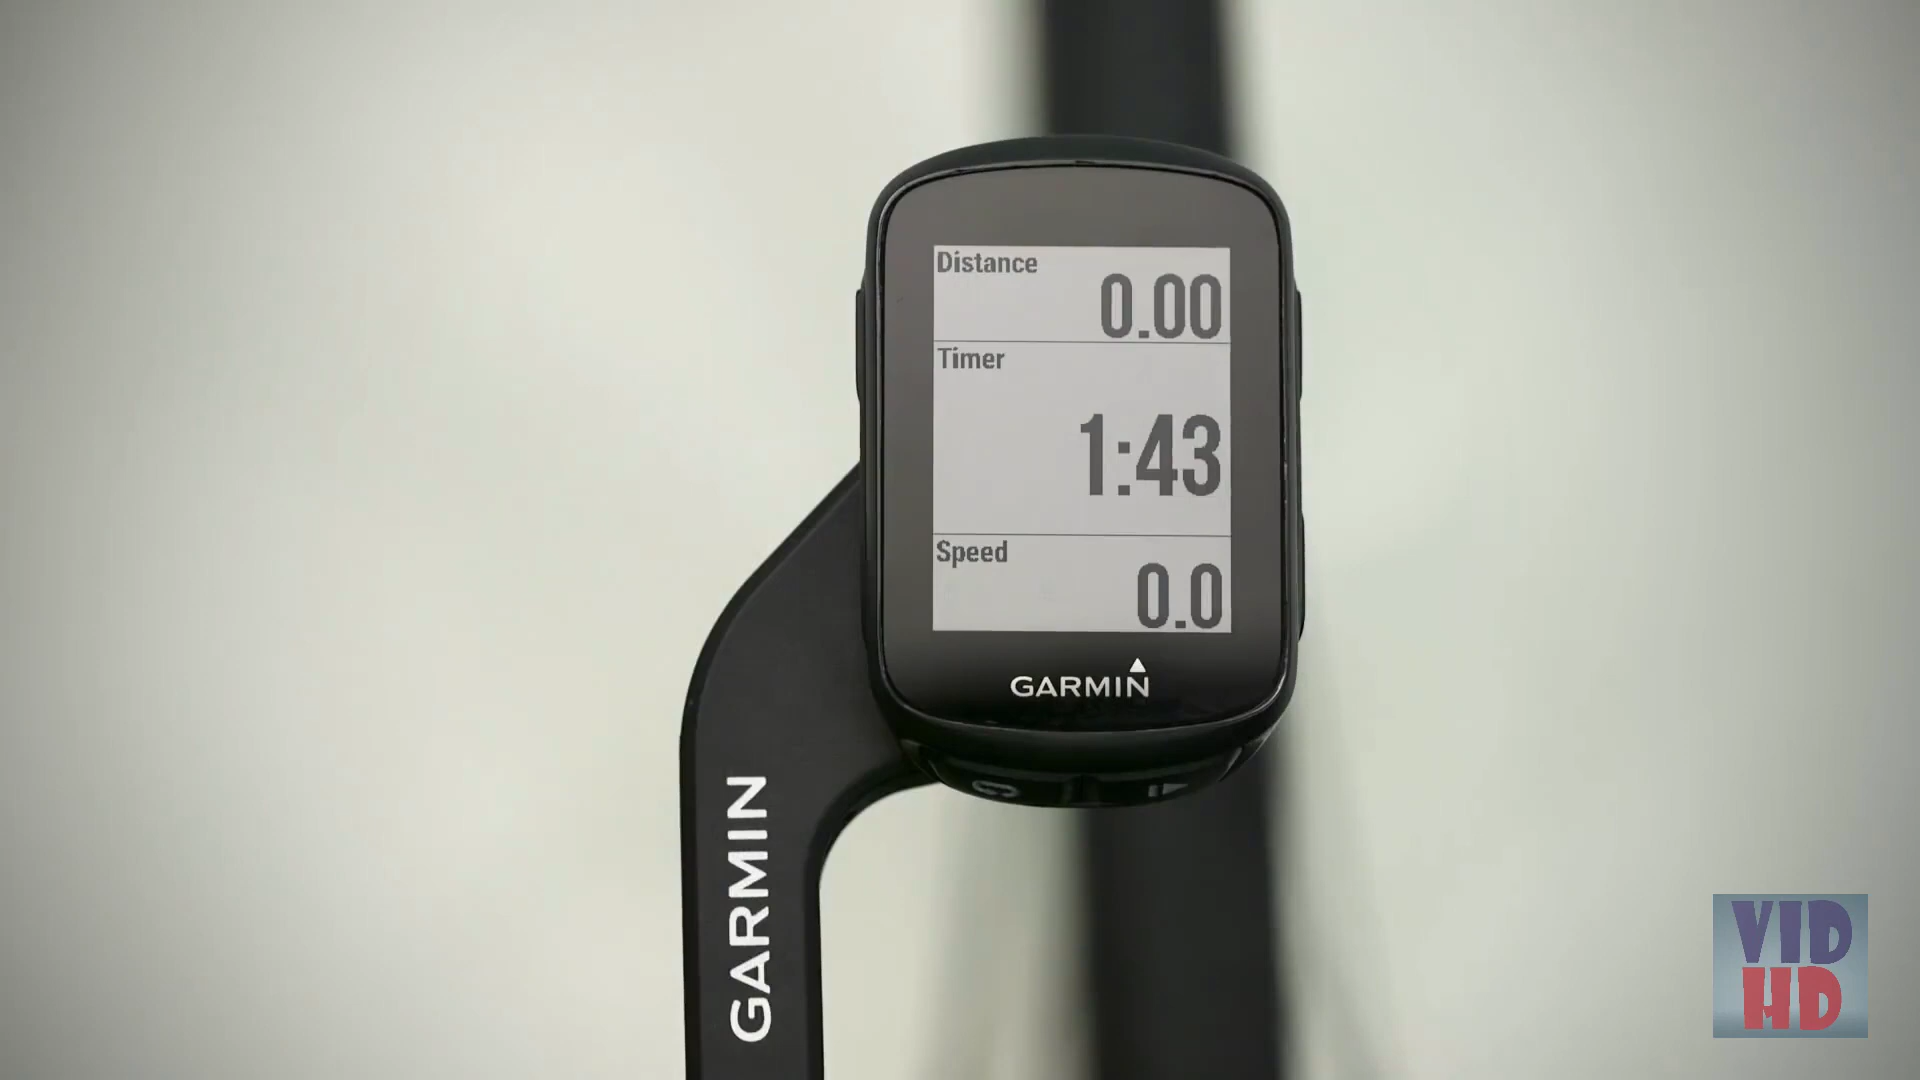 Distance
0.00
Timer
1:43
Speed
0.0
GARMIN
GARMIN
VID
HD